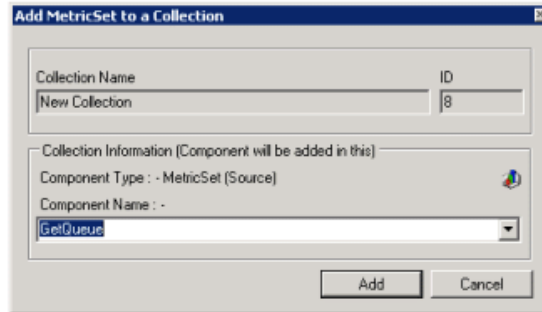 Add MetricSet to a Collection
Collection Name ID
New Collection 8
Collection Information (Component will be added in this)
Component Type : - MetricSet (Source)
Component Name : -
GetQueue
Add Cancel